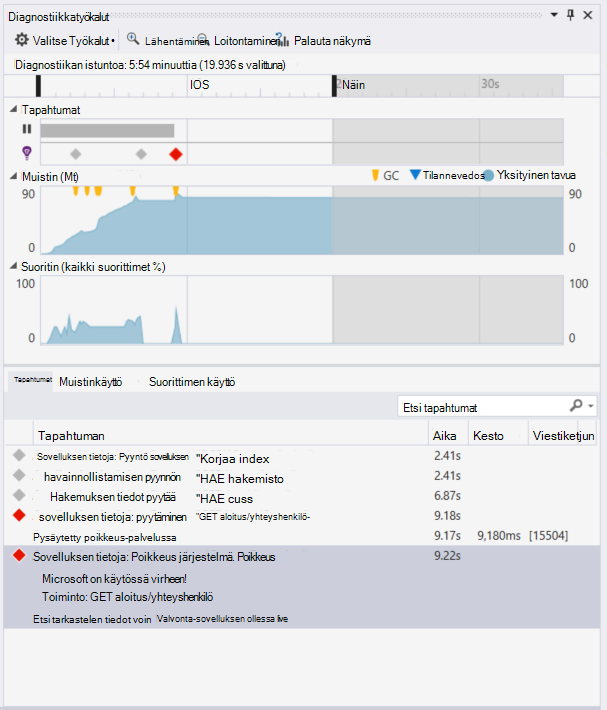 Diagnostiikkatyökalut
Valitse Työkalut
Lähentäminen
Loitontaminen
Palauta näkymä
Diagnostiikan istuntoa: 5:54 minuuttia (19.936 s valittuna)
IOS
Näin
30s
Tapahtumat
Muistin (Mt)
GC
Tilannevedos
Yksityinen tavua
90
90
0
0
Suoritin (kaikki suorittimet %)
100
100
0
0
Tapahtumat
Muistinkäyttö
Suorittimen käyttö
Etsi tapahtumat
Tapahtuman Aika Kesto Viestiketjun
Sovelluksen tietoja: Pyyntö sovelluksen "Korjaa index 2.41s
havainnollistamisen pyynnön "HAE hakemisto 2.41s
Hakemuksen tiedot pyytää "HAE cuss 6.87s
sovelluksen tietoja: pyytäminen "GET aloitus/yhteyshenkilö- 9.18s
Pysäytetty poikkeus-palvelussa 9.17s 9,180ms [15504]
Sovelluksen tietoja: Poikkeus järjestelmä. Poikkeus 9.22s
Microsoft on käytössä virheen!
Toiminto: GET aloitus/yhteyshenkilö
Etsi tarkastelen tiedot voin Valvonta-sovelluksen ollessa live